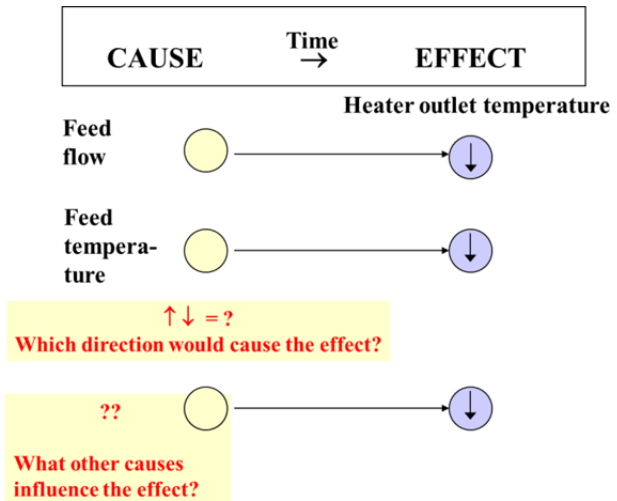 Time
CAUSE → EFFECT
Heater outlet temperature
Feed
flow
↓
Feed
tempera-
ture
↓
↑↓ = ?
Which direction would cause the effect?
??
↓
What other causes
influence the effect?